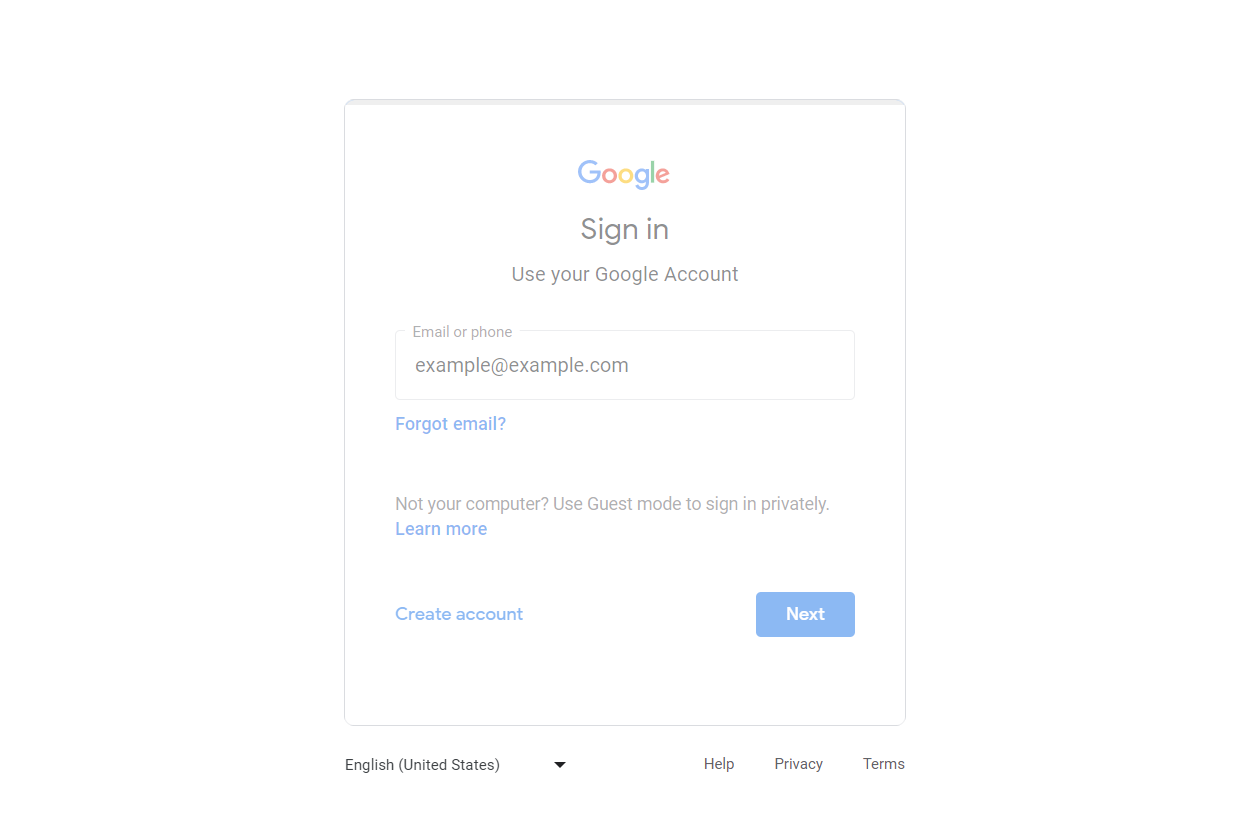 Google
Sign in
Use your Google Account
Email or phone
example@example.com
Forgot email?
Not your computer? Use Guest mode to sign in privately.
Learn more
Create account
Next
English (United States)
Help
Privacy
Terms